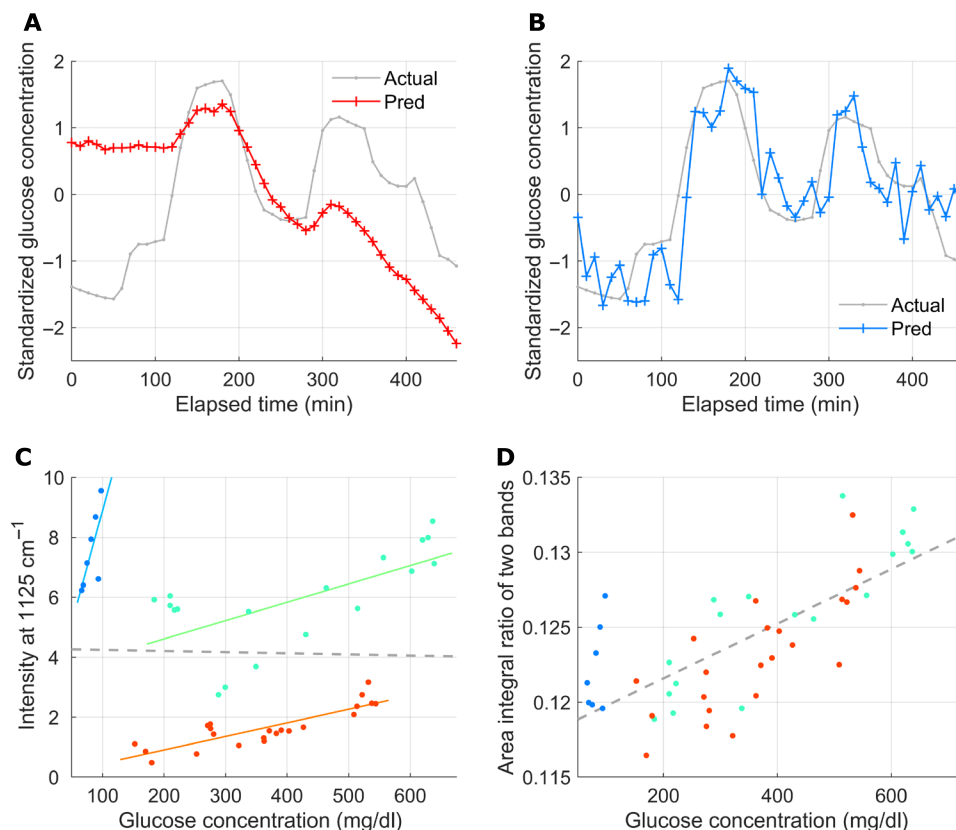 A
Standardized glucose concentration
2
1
0
−1
−2
Actual
Pred
0
100
200
300
400
Elapsed time (min)
B
Standardized glucose concentration
2
1
0
−1
−2
Actual
Pred
0
100
200
300
400
Elapsed time (min)
C
Intensity at 1125 cm⁻¹
10
8
6
4
2
0
100
200
300
400
500
600
Glucose concentration (mg/dl)
D
Area integral ratio of two bands
0.135
0.13
0.125
0.12
0.115
200
400
600
Glucose concentration (mg/dl)